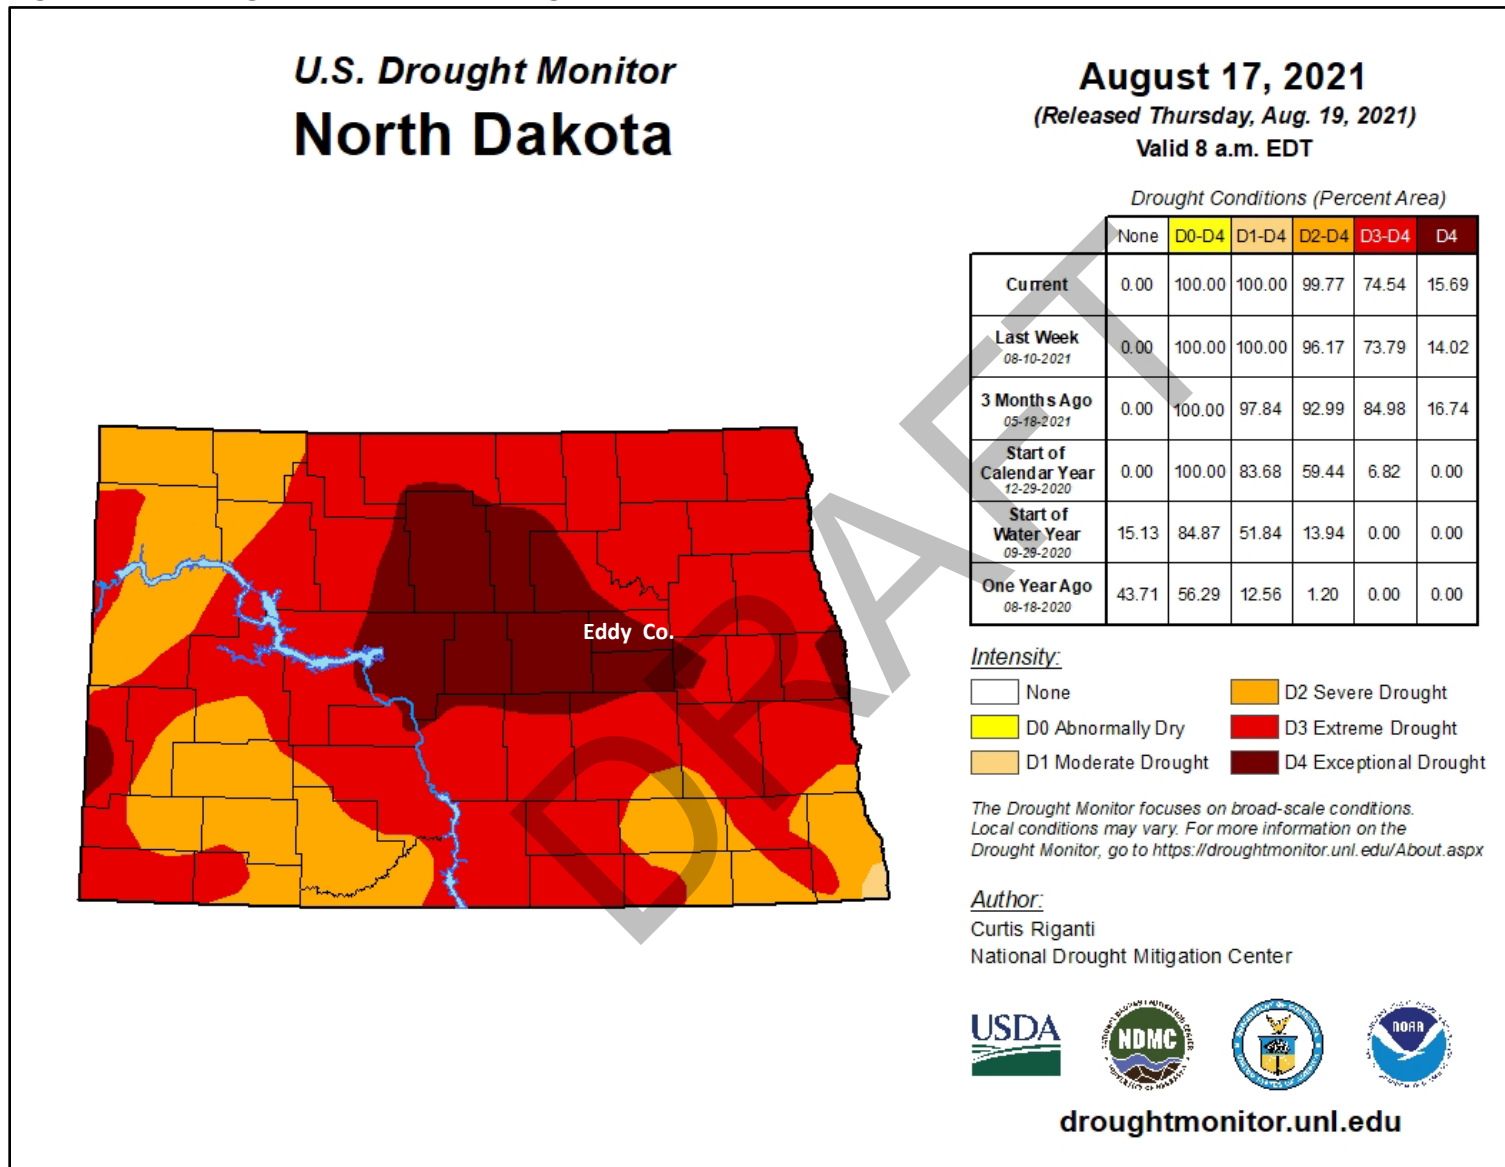 U.S. Drought Monitor
North Dakota
August 17, 2021
(Released Thursday, Aug. 19, 2021)
Valid 8 a.m. EDT
Drought Conditions (Percent Area)
None D0-D4 D1-D4 D2-D4 D3-D4 D4
Current 0.00 100.00 100.00 99.77 74.54 15.69
Last Week
08-10-2021 0.00 100.00 100.00 96.17 73.79 14.02
3 Months Ago
05-18-2021 0.00 100.00 97.84 92.99 84.98 16.74
Start of
Calendar Year
12-29-2020 0.00 100.00 83.68 59.44 6.82 0.00
Start of
Water Year
09-29-2020 15.13 84.87 51.84 13.94 0.00 0.00
One Year Ago
08-18-2020 43.71 56.29 12.56 1.20 0.00 0.00
Eddy Co.
DRAFT
Intensity:
None
D0 Abnormally Dry
D1 Moderate Drought
D2 Severe Drought
D3 Extreme Drought
D4 Exceptional Drought
The Drought Monitor focuses on broad-scale conditions.
Local conditions may vary. For more information on the
Drought Monitor, go to https://droughtmonitor.unl.edu/About.aspx
Author:
Curtis Riganti
National Drought Mitigation Center
USDA
NDMC
NOAA
droughtmonitor.unl.edu